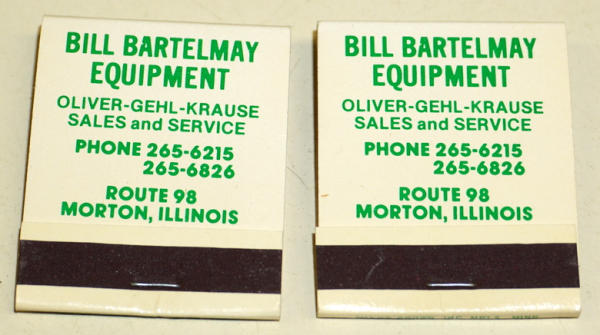 BILL BARTELMAY
EQUIPMENT
OLIVER-GEHL-KRAUSE
SALES and SERVICE
PHONE 265-6215
265-6826
ROUTE 98
MORTON, ILLINOIS
BILL BARTELMAY
EQUIPMENT
OLIVER-GEHL-KRAUSE
SALES and SERVICE
PHONE 265-6215
265-6826
ROUTE 98
MORTON, ILLINOIS